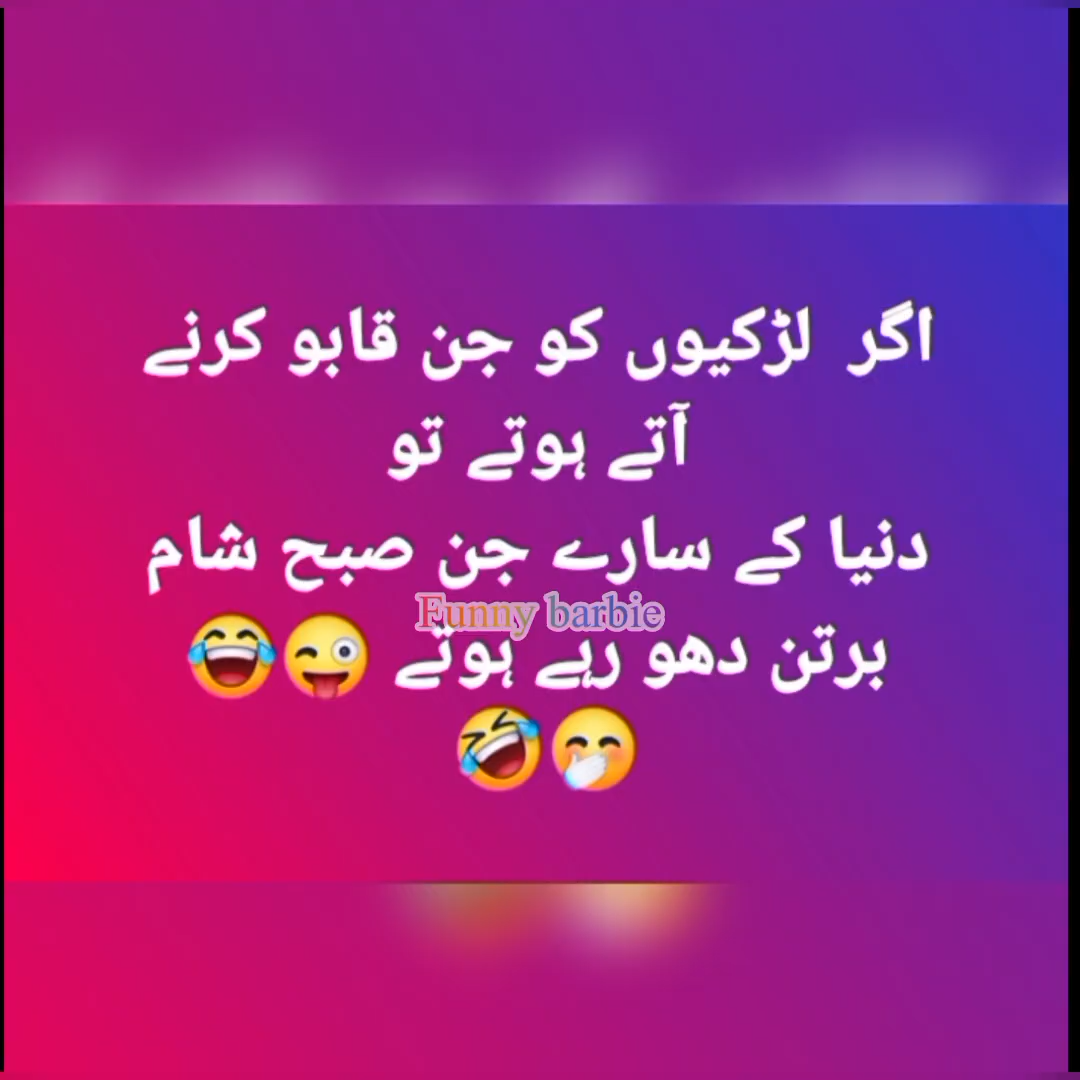 اگر لڑکیوں کو جن قابو کرنے
آتے ہوتے تو
دنیا کے سارے جن صبح شام
Funny barbie
برتن دھو رہے ہوتے 😜😂
🤭🤣